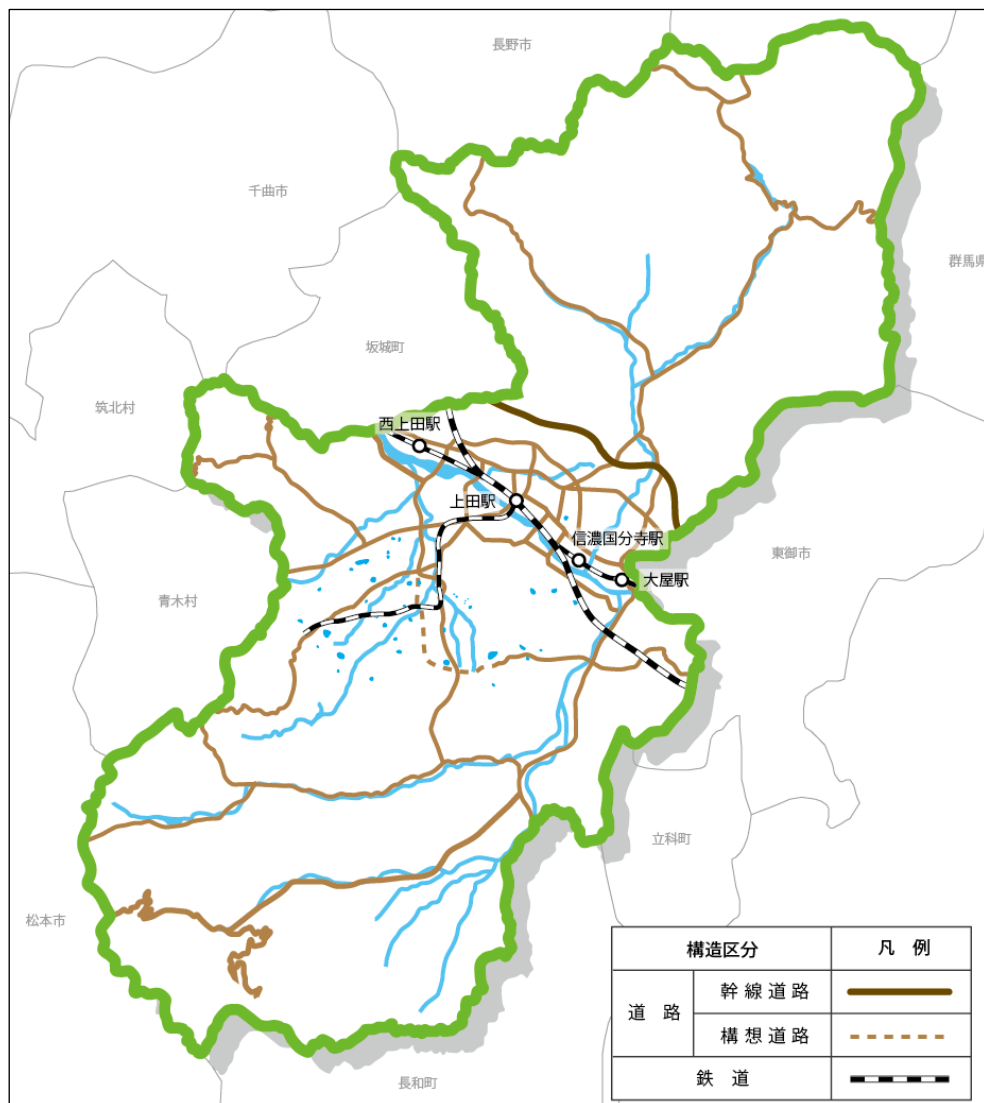 長野市
千曲市
群馬県
坂城町
筑北村
西上田駅
上田駅
信濃国分寺駅
東御市
大屋駅
青木村
立科町
松本市
長和町
構造区分 凡 例
道 路
幹 線 道 路
構 想 道 路
鉄 道